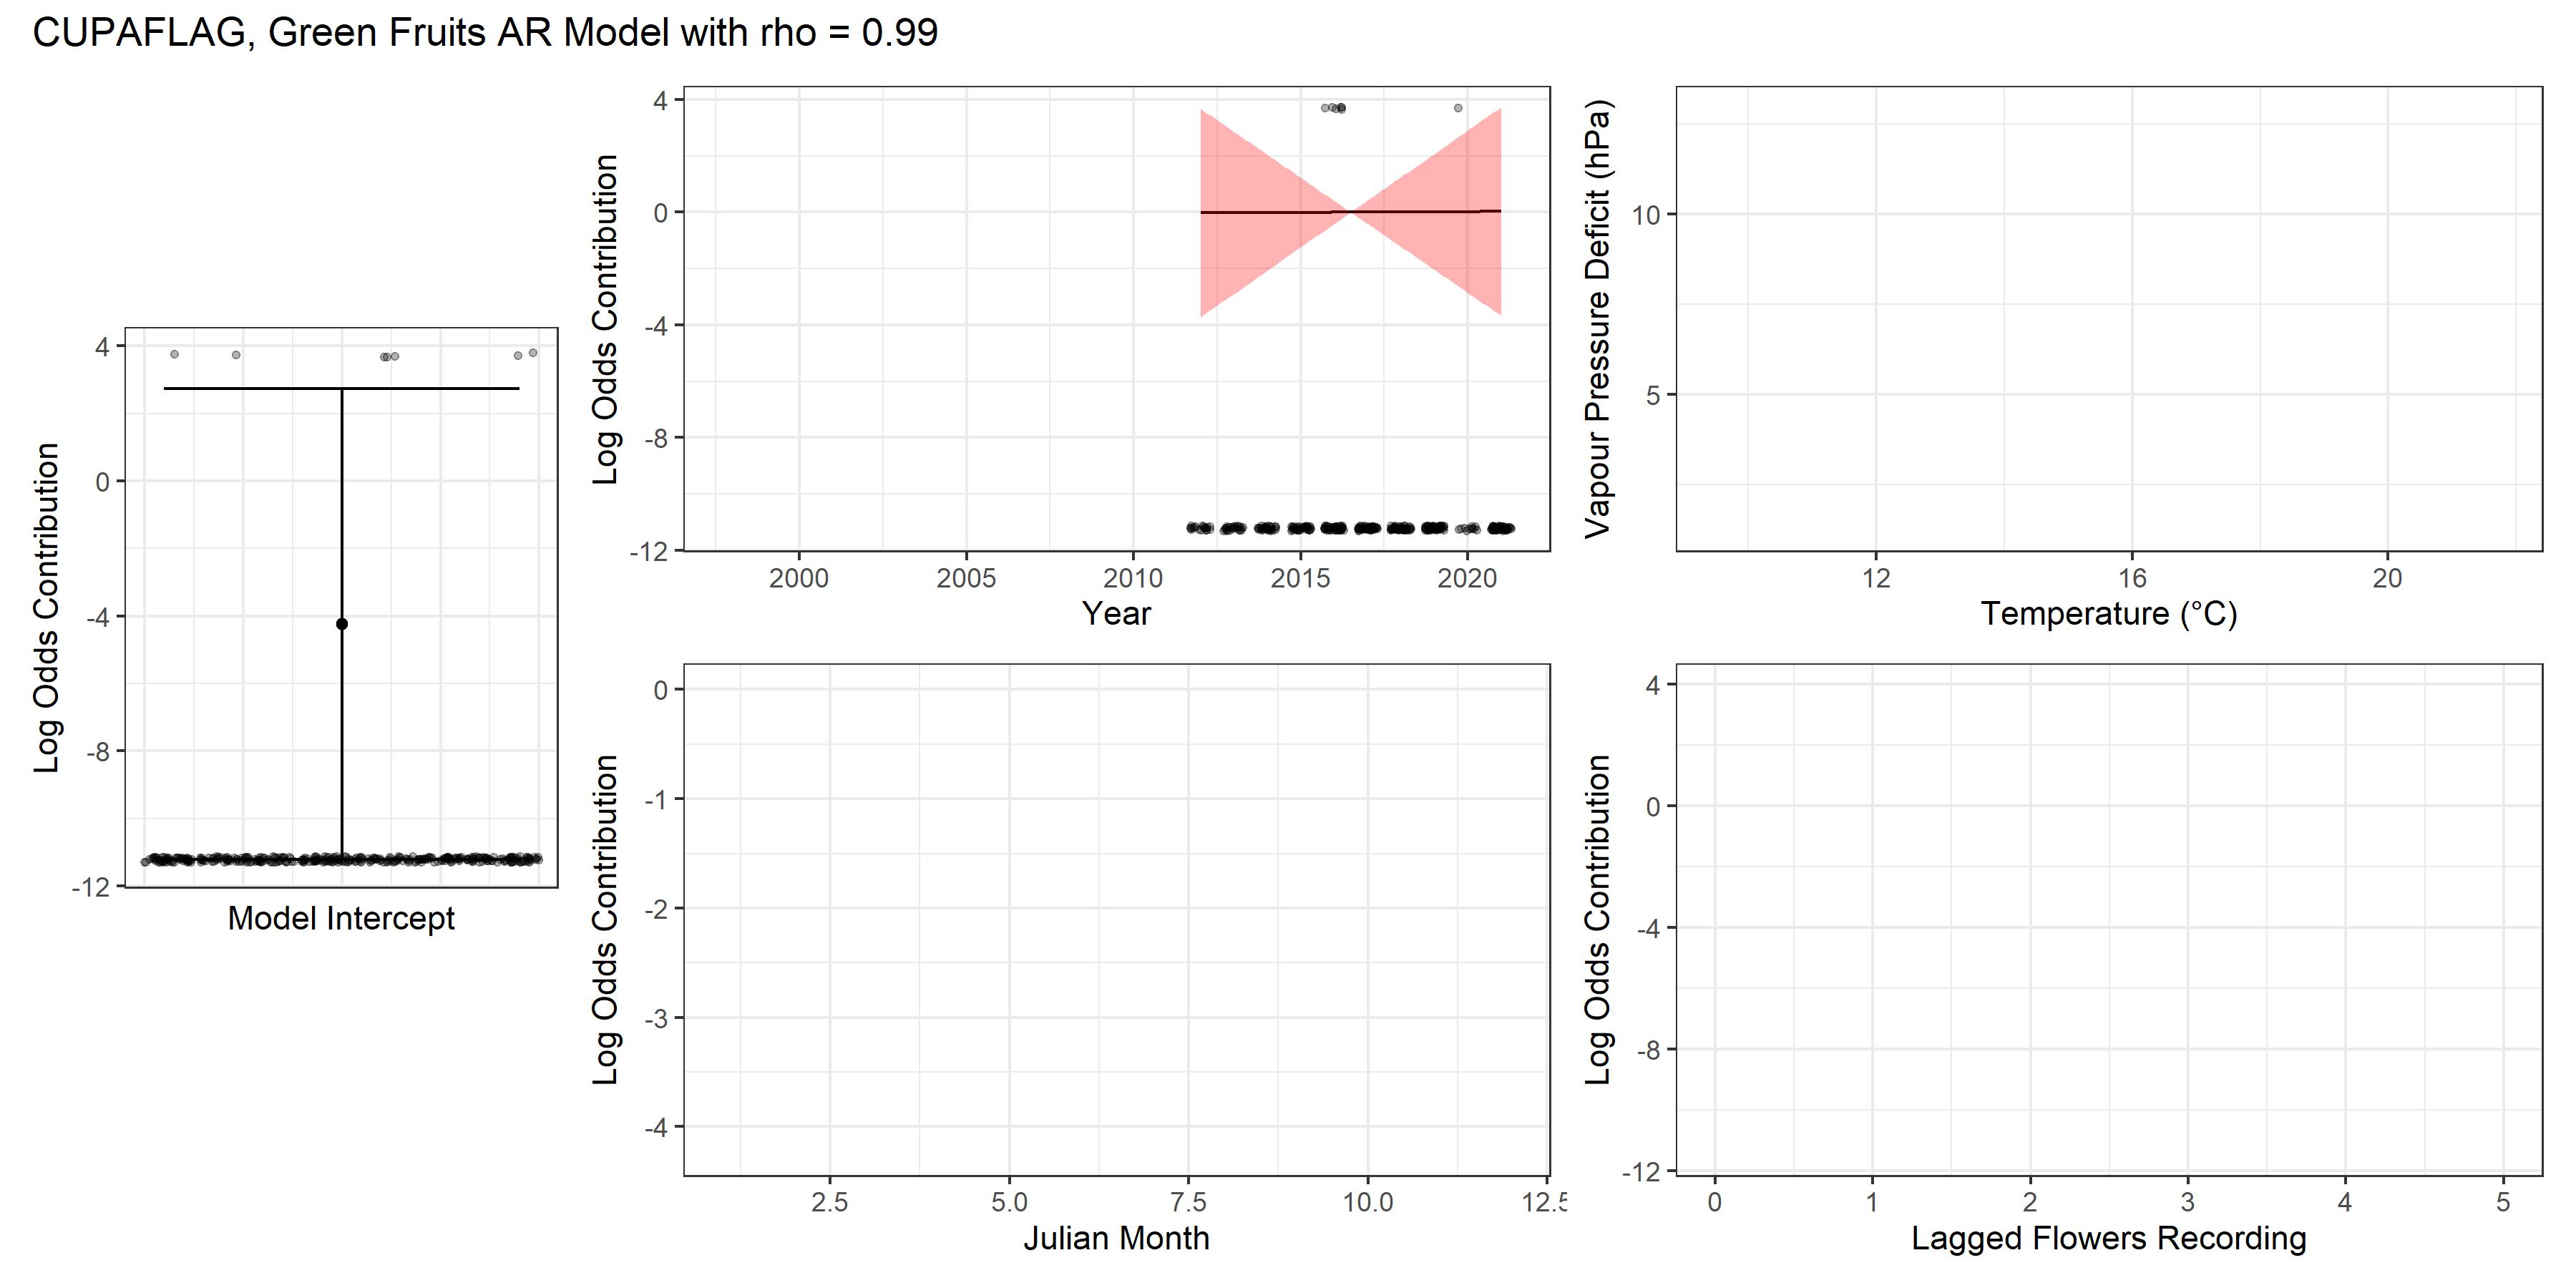 CUPAFLAG, Green Fruits AR Model with rho = 0.99
Log Odds Contribution
4
0
-4
-8
-12
Model Intercept
Log Odds Contribution
4
0
-4
-8
-12
2000 2005 2010 2015 2020
Year
Vapour Pressure Deficit (hPa)
10
5
12 16 20
Temperature (°C)
Log Odds Contribution
0
-1
-2
-3
-4
2.5 5.0 7.5 10.0 12.5
Julian Month
Log Odds Contribution
4
0
-4
-8
-12
0 1 2 3 4 5
Lagged Flowers Recording